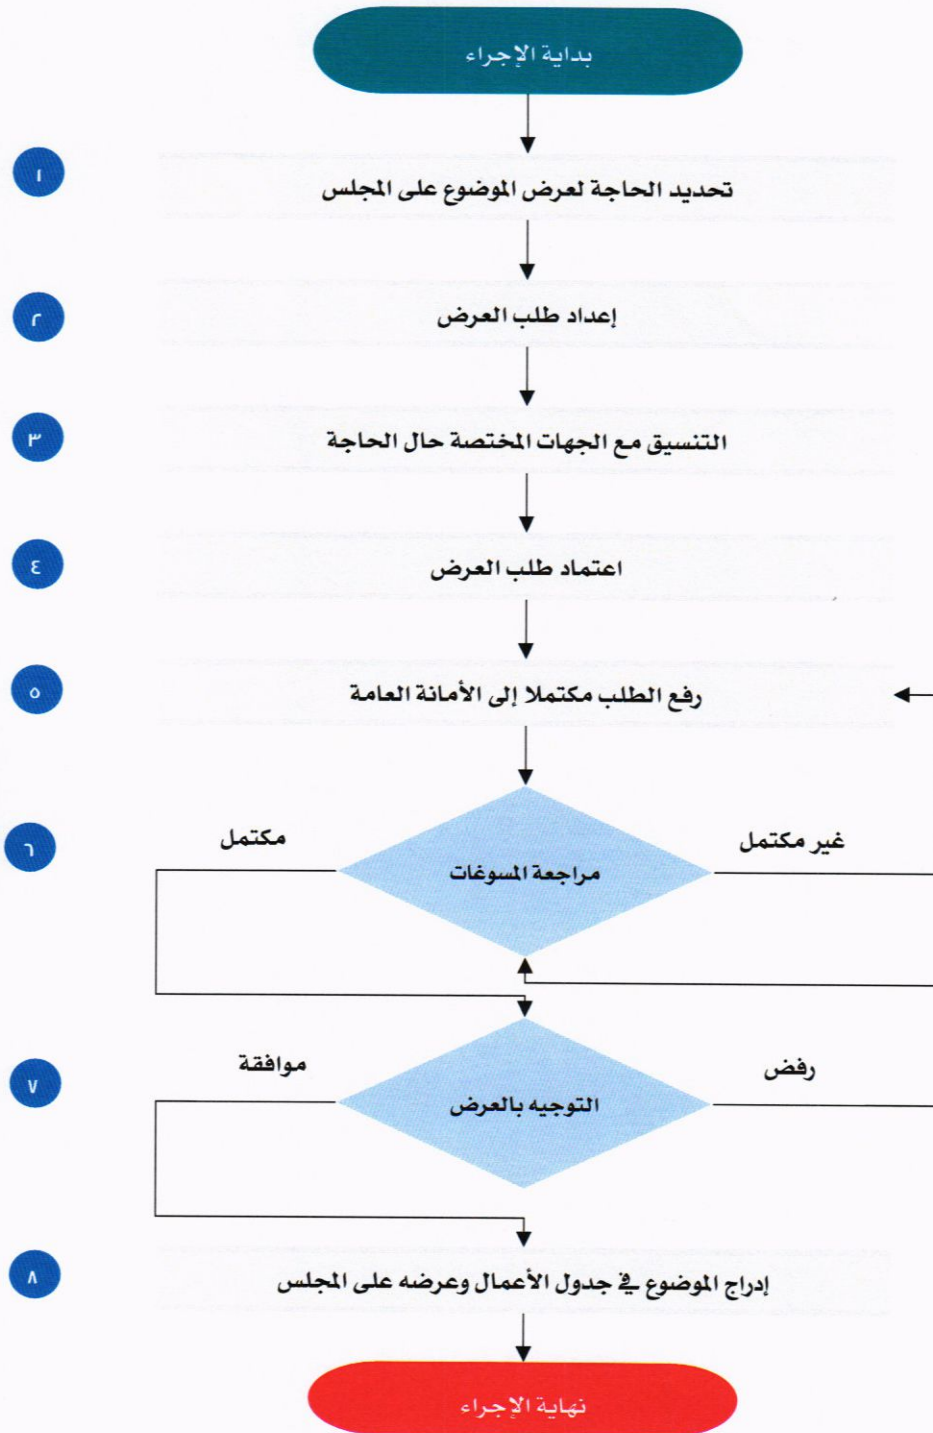 بداية الإجراء
١
تحديد الحاجة لعرض الموضوع على المجلس
٢
إعداد طلب العرض
٣
التنسيق مع الجهات المختصة حال الحاجة
٤
اعتماد طلب العرض
٥
رفع الطلب مكتملا إلى الأمانة العامة
٦
غير مكتمل
مراجعة المسوغات
مكتمل
٧
رفض
التوجيه بالعرض
موافقة
٨
إدراج الموضوع في جدول الأعمال وعرضه على المجلس
نهاية الإجراء